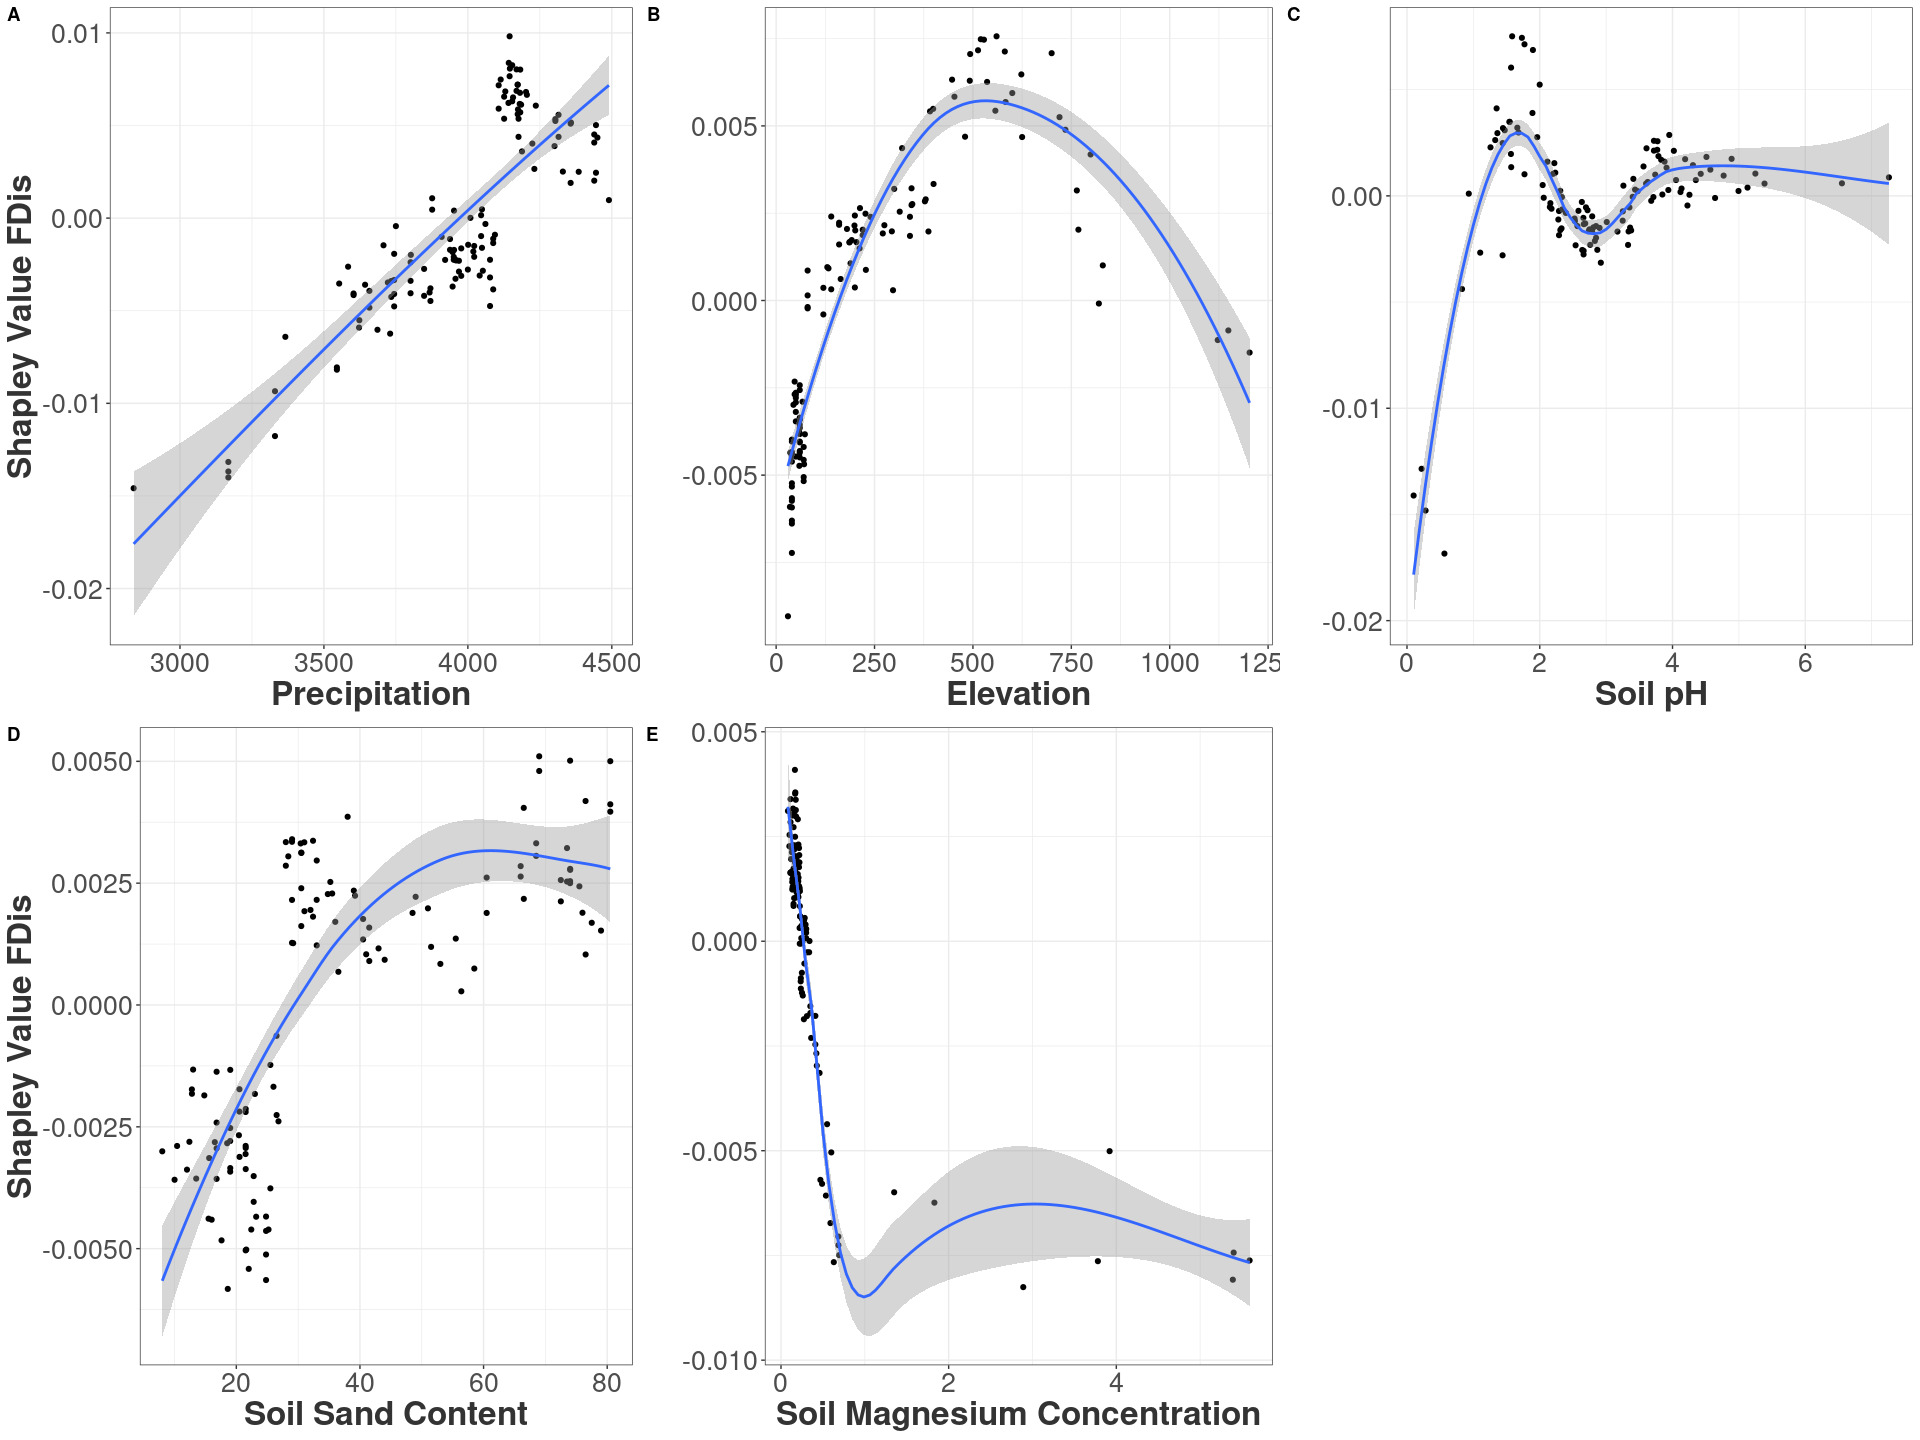 A
B
C
0.01
0.00
-0.01
-0.02
3000 3500 4000 4500
Precipitation
Shapley Value FDis
0.005
0.000
-0.005
0 250 500 750 1000 125
Elevation
0.00
-0.01
-0.02
0 2 4 6
Soil pH
D
E
0.0050
0.0025
0.0000
-0.0025
-0.0050
20 40 60 80
Soil Sand Content
Shapley Value FDis
0.005
0.000
-0.005
-0.010
0 2 4
Soil Magnesium Concentration